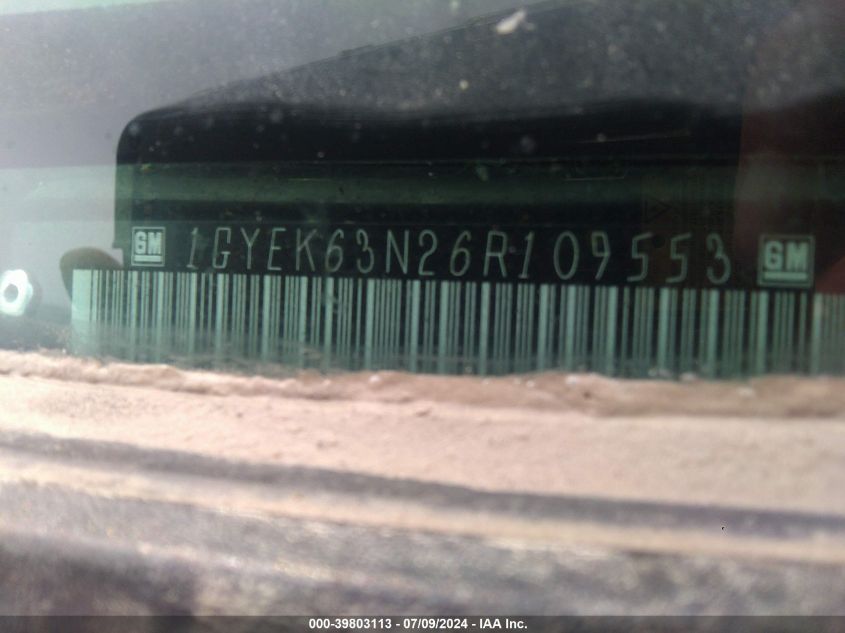 GM 1GYEK63N26R109553 GM
000-39803113 / 07/09/2024 - IAA Inc.